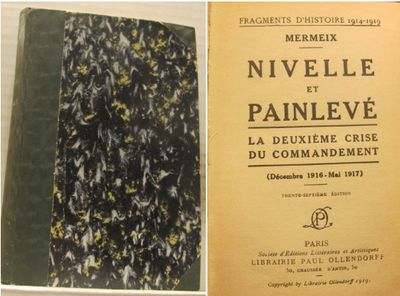 FRAGMENTS D'HISTOIRE 1914-1919
MERMEIX
NIVELLE
ET
PAINLEVÉ
LA DEUXIÈME CRISE
DU COMMANDEMENT
(Décembre 1916-Mai 1917)
TRENTE-SEPTIÈME ÉDITION
PARIS
Société d'Éditions Littéraires et Artistiques
LIBRAIRIE PAUL OLLENDORFF
50, CHAUSSÉE D'ANTIN, 50
Copyright by Librairie Ollendorff 1919.